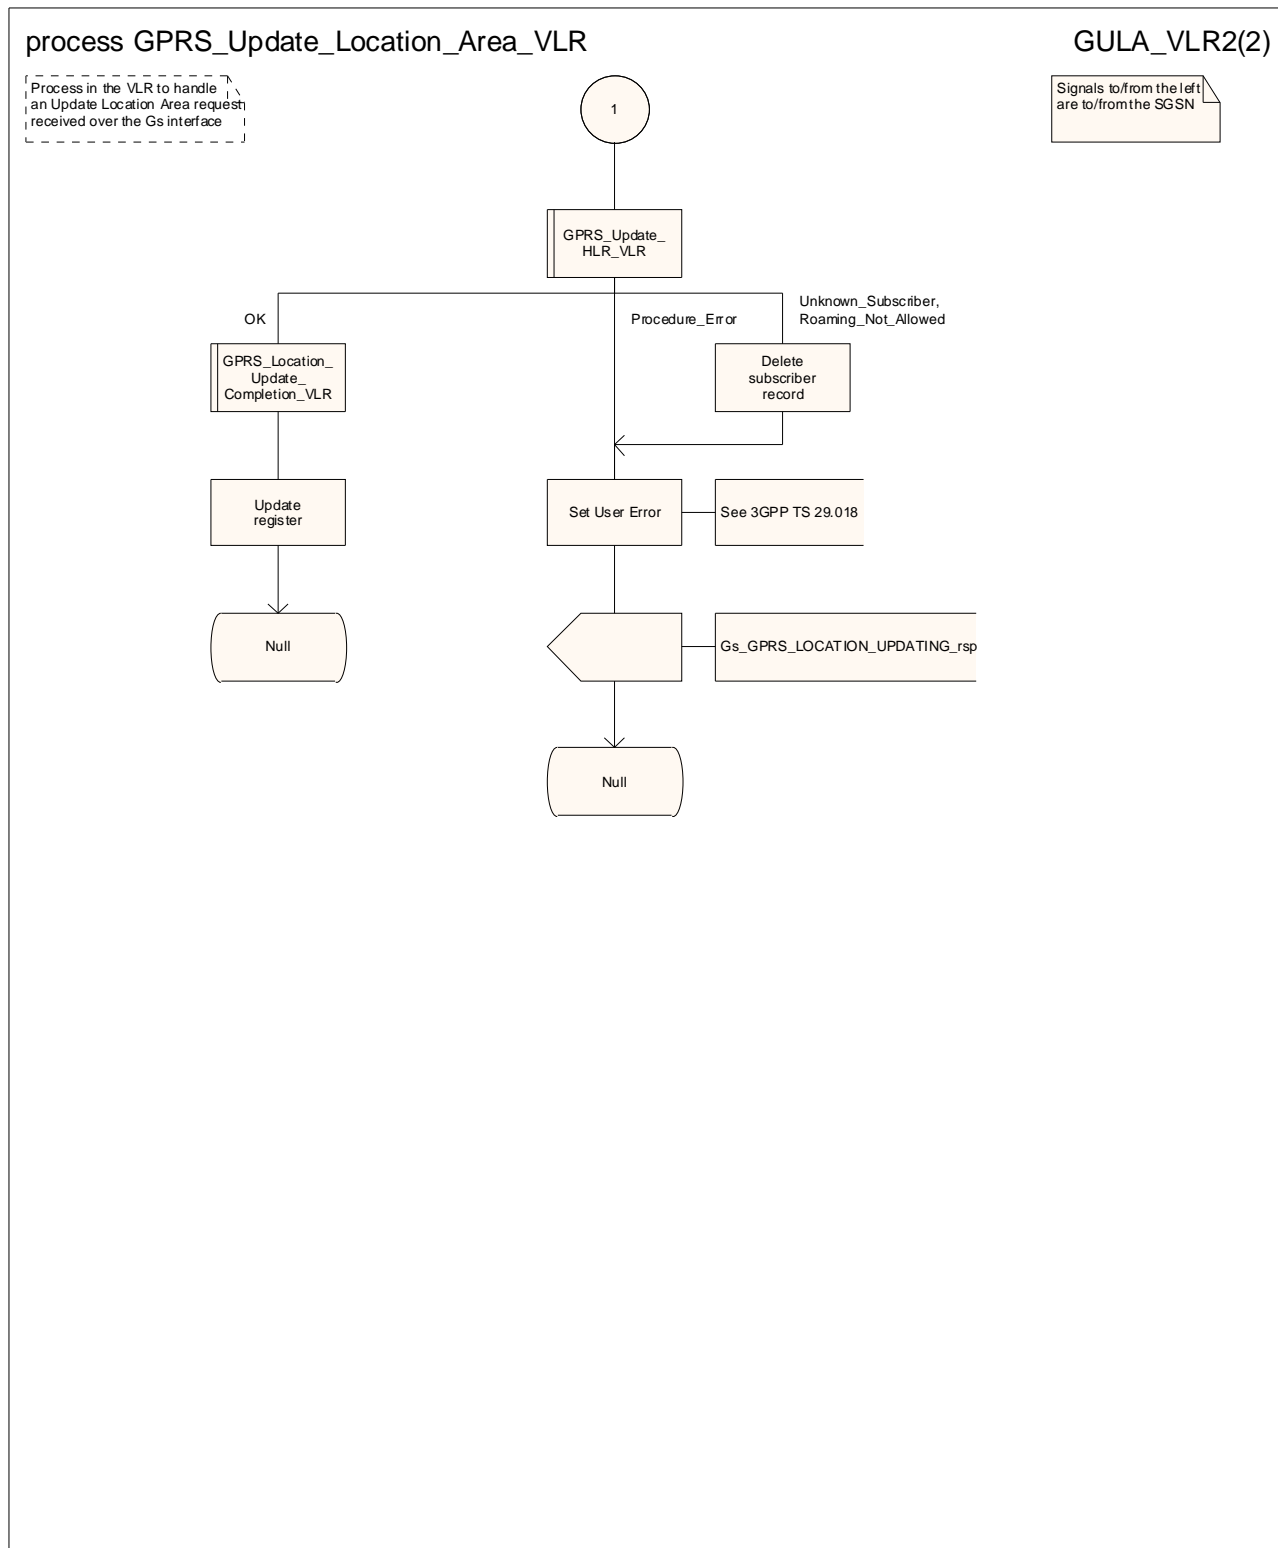 process GPRS_Update_Location_Area_VLR
GULA_VLR2(2)
Process in the VLR to handle
an Update Location Area request
received over the Gs interface
1
Signals to/from the left
are to/from the SGSN
GPRS_Update_
HLR_VLR
OK
Procedure_Error
Unknown_Subscriber,
Roaming_Not_Allowed
GPRS_Location_
Update_
Completion_VLR
Delete
subscriber
record
Update
register
Set User Error
See 3GPP TS 29.018
Null
Gs_GPRS_LOCATION_UPDATING_rsp
Null